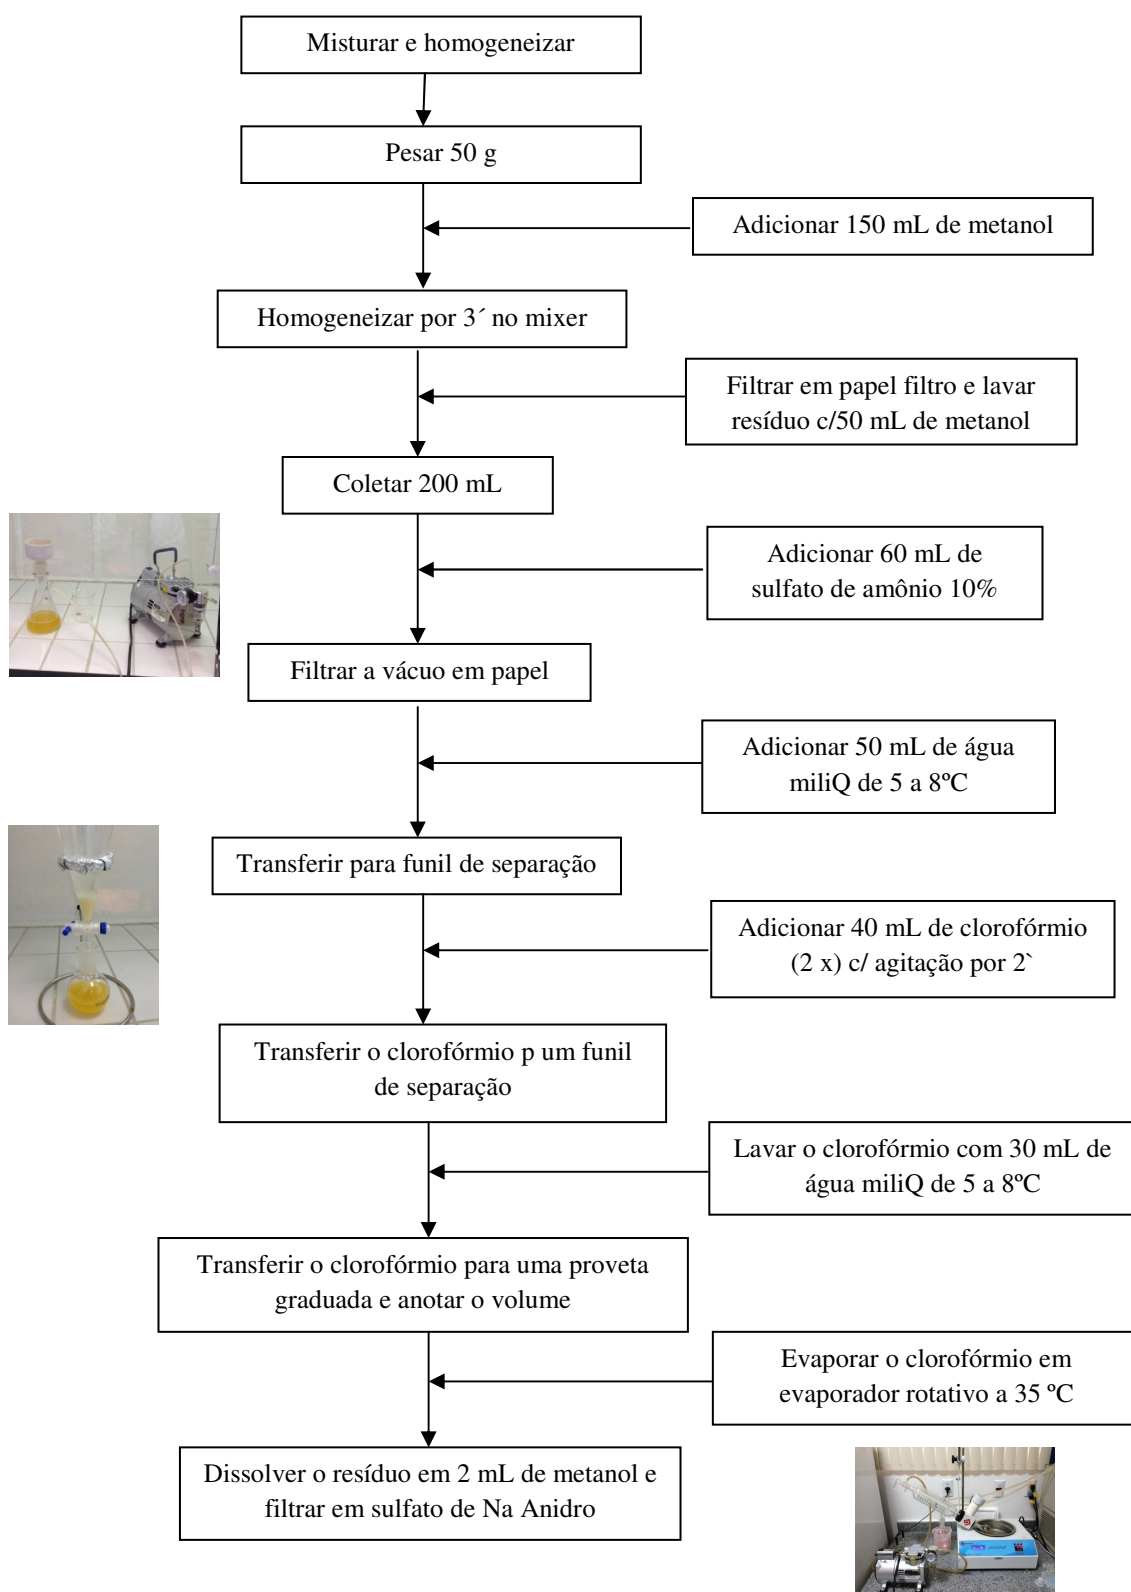 Misturar e homogeneizar
Pesar 50 g
Adicionar 150 mL de metanol
Homogeneizar por 3´ no mixer
Filtrar em papel filtro e lavar
resíduo c/50 mL de metanol
Coletar 200 mL
Adicionar 60 mL de
sulfato de amônio 10%
Filtrar a vácuo em papel
Adicionar 50 mL de água
miliQ de 5 a 8ºC
Transferir para funil de separação
Adicionar 40 mL de clorofórmio
(2 x) c/ agitação por 2`
Transferir o clorofórmio p um funil
de separação
Lavar o clorofórmio com 30 mL de
água miliQ de 5 a 8ºC
Transferir o clorofórmio para uma proveta
graduada e anotar o volume
Evaporar o clorofórmio em
evaporador rotativo a 35 ºC
Dissolver o resíduo em 2 mL de metanol e
filtrar em sulfato de Na Anidro